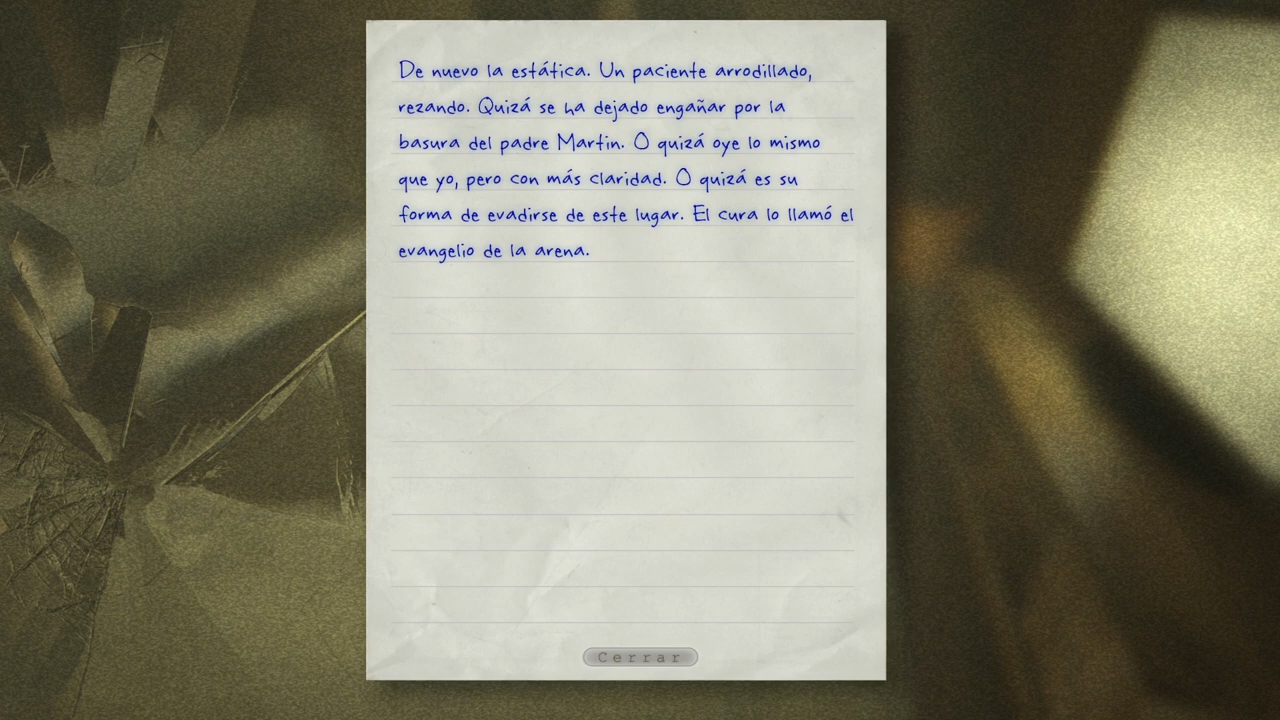 De nuevo la estática. Un paciente arrodillado,
rezando. Quizá se ha dejado engañar por la
basura del padre Martin. O quizá oye lo mismo
que yo, pero con más claridad. O quizá es su
forma de evadirse de este lugar. El cura lo llamó el
evangelio de la arena.
Cerrar